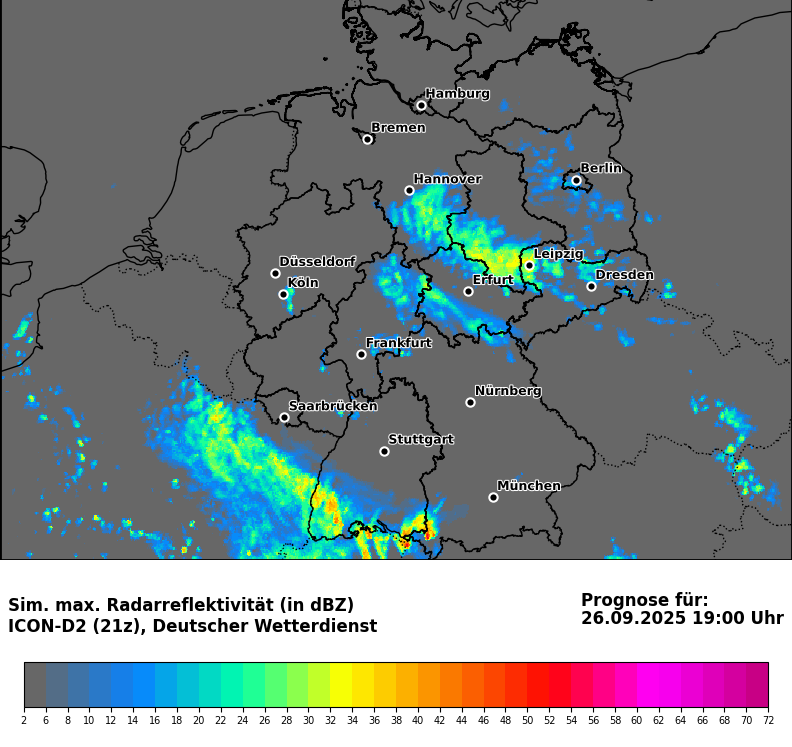 Hamburg
Bremen
Berlin
Hannover
Leipzig
Düsseldorf
Dresden
Köln
Erfurt
Frankfurt
Nürnberg
Saarbrücken
Stuttgart
München
Sim. max. Radarreflektivität (in dBZ)
ICON-D2 (21z), Deutscher Wetterdienst
Prognose für:
26.09.2025 19:00 Uhr
2 6 8 10 12 14 16 18 20 22 24 26 28 30 32 34 36 38 40 42 44 46 48 50 52 54 56 58 60 62 64 66 68 70 72